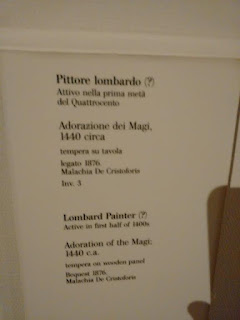 Pittore lombardo (?)
Attivo nella prima metà
del Quattrocento
Adorazione dei Magi,
1440 circa
tempera su tavola
legato 1876,
Malachia De Cristoforis
Inv. 3
Lombard Painter (?)
Active in first half of 1400s
Adoration of the Magi;
1440 c.a.
tempera on wooden panel
Bequest 1876,
Malachia De Cristoforis